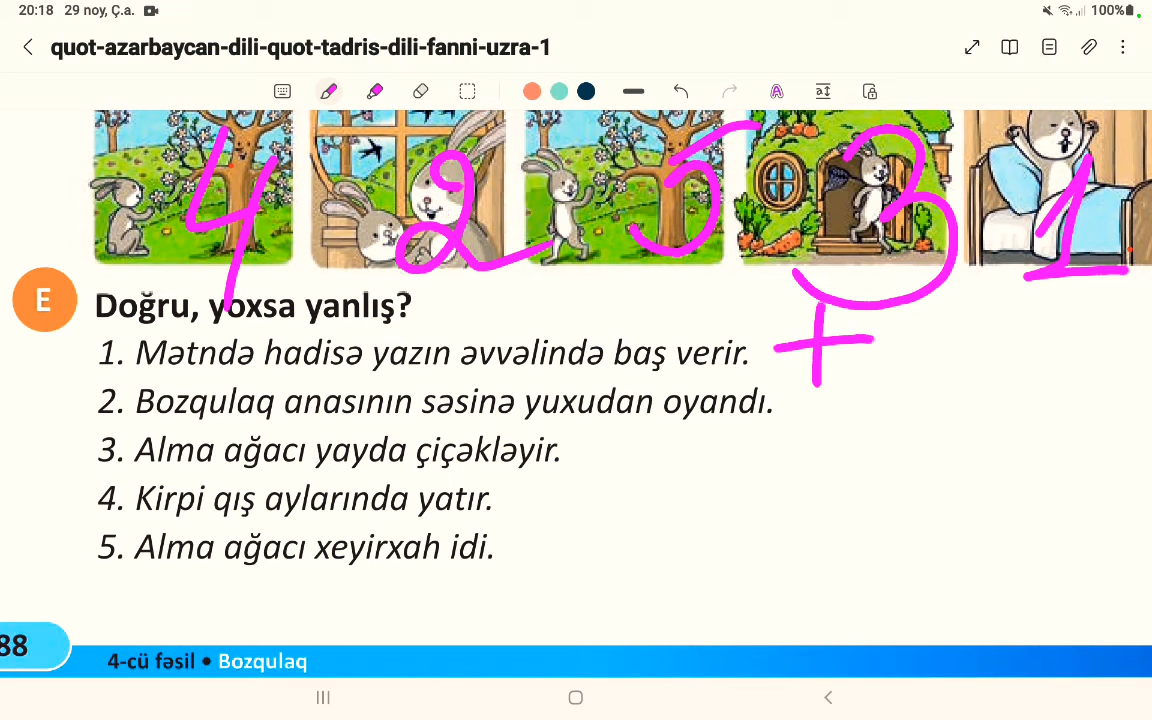 20:18 29 noy, Ç.a. 100%
quot-azarbaycan-dili-quot-tadris-dili-fanni-uzra-1
4 2 5 3 1
E Doğru, yoxsa yanlış?
1. Mətndə hadisə yazın əvvəlində baş verir. +
2. Bozqulaq anasının səsinə yuxudan oyandı.
3. Alma ağacı yayda çiçəkləyir.
4. Kirpi qış aylarında yatır.
5. Alma ağacı xeyirxah idi.
88
4-cü fəsil • Bozqulaq